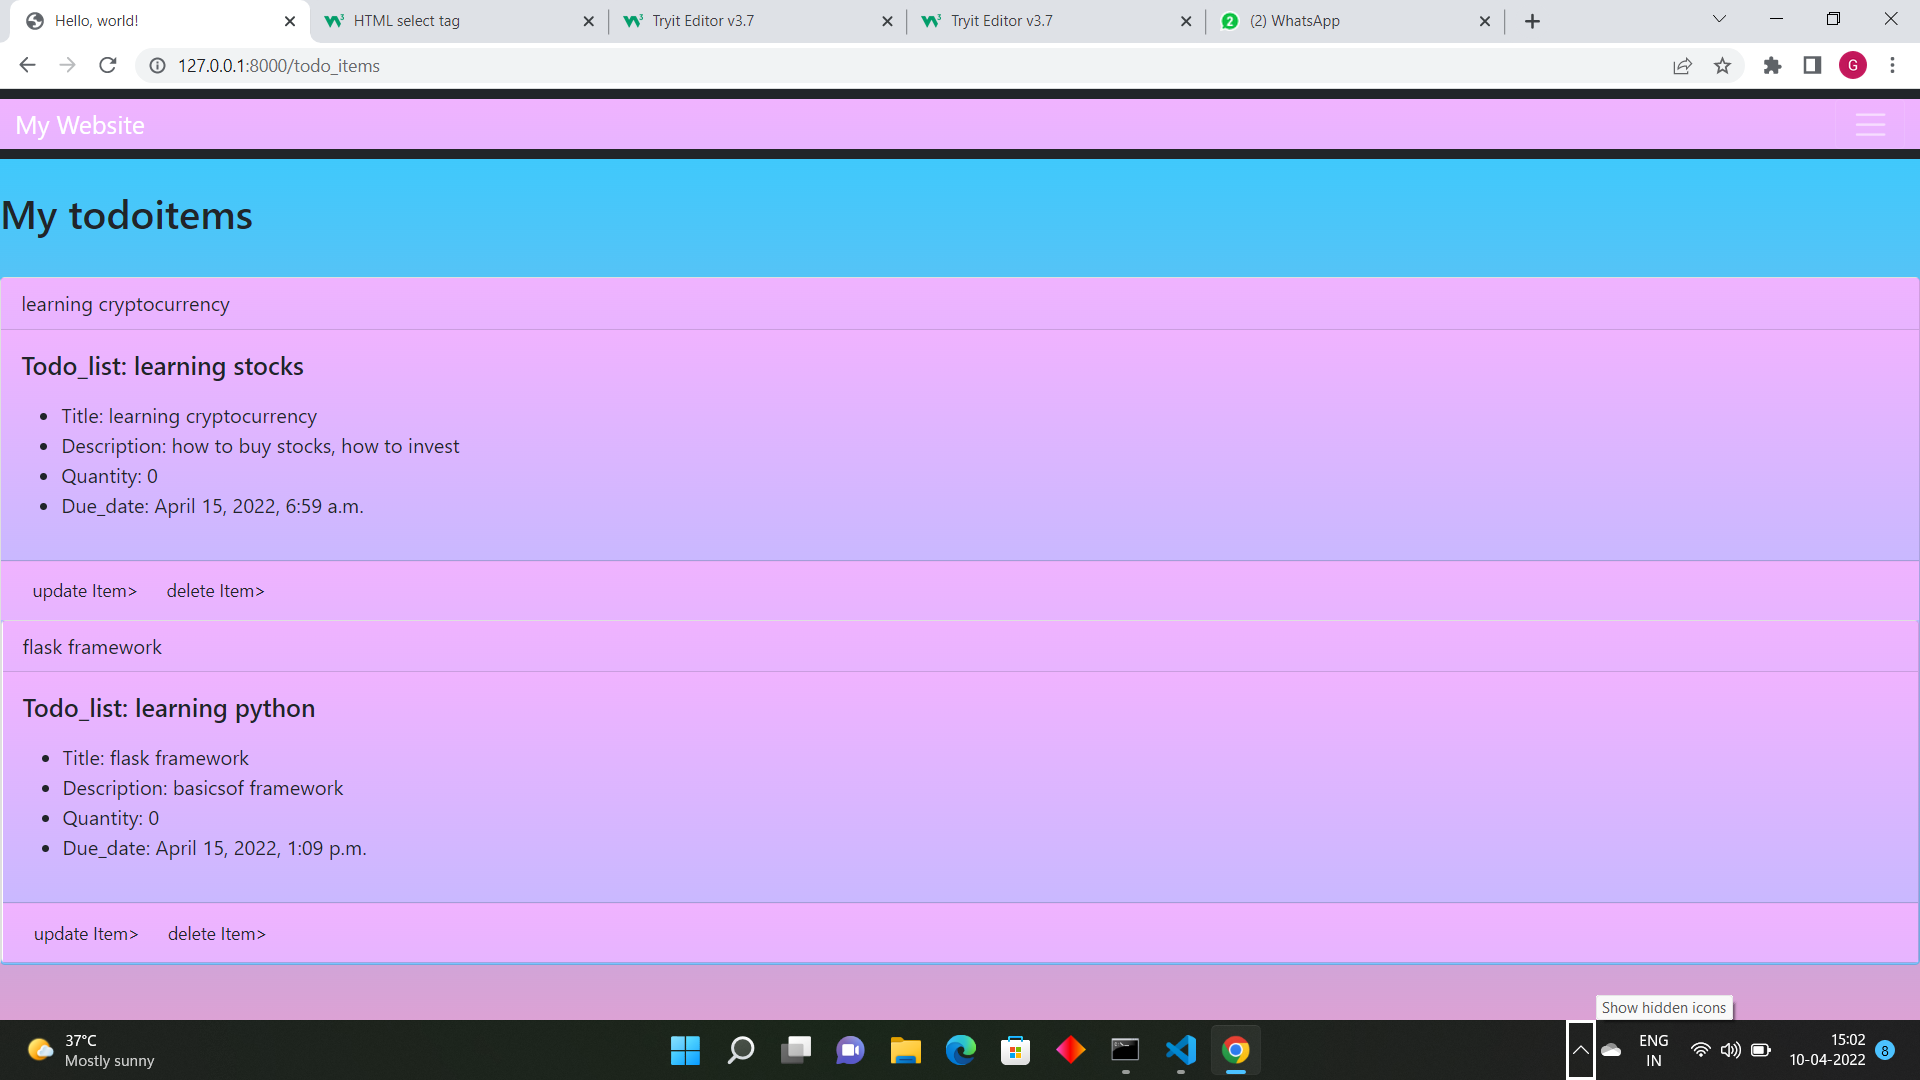 Hello, world!
HTML select tag
Tryit Editor v3.7
Tryit Editor v3.7
2 (2) WhatsApp
127.0.0.1:8000/todo_items
G
My Website
My todoitems
learning cryptocurrency
Todo_list: learning stocks
Title: learning cryptocurrency
Description: how to buy stocks, how to invest
Quantity: 0
Due_date: April 15, 2022, 6:59 a.m.
update Item> delete Item>
flask framework
Todo_list: learning python
Title: flask framework
Description: basicsof framework
Quantity: 0
Due_date: April 15, 2022, 1:09 p.m.
update Item> delete Item>
Show hidden icons
37°C
Mostly sunny
ENG
IN
15:02
10-04-2022
8